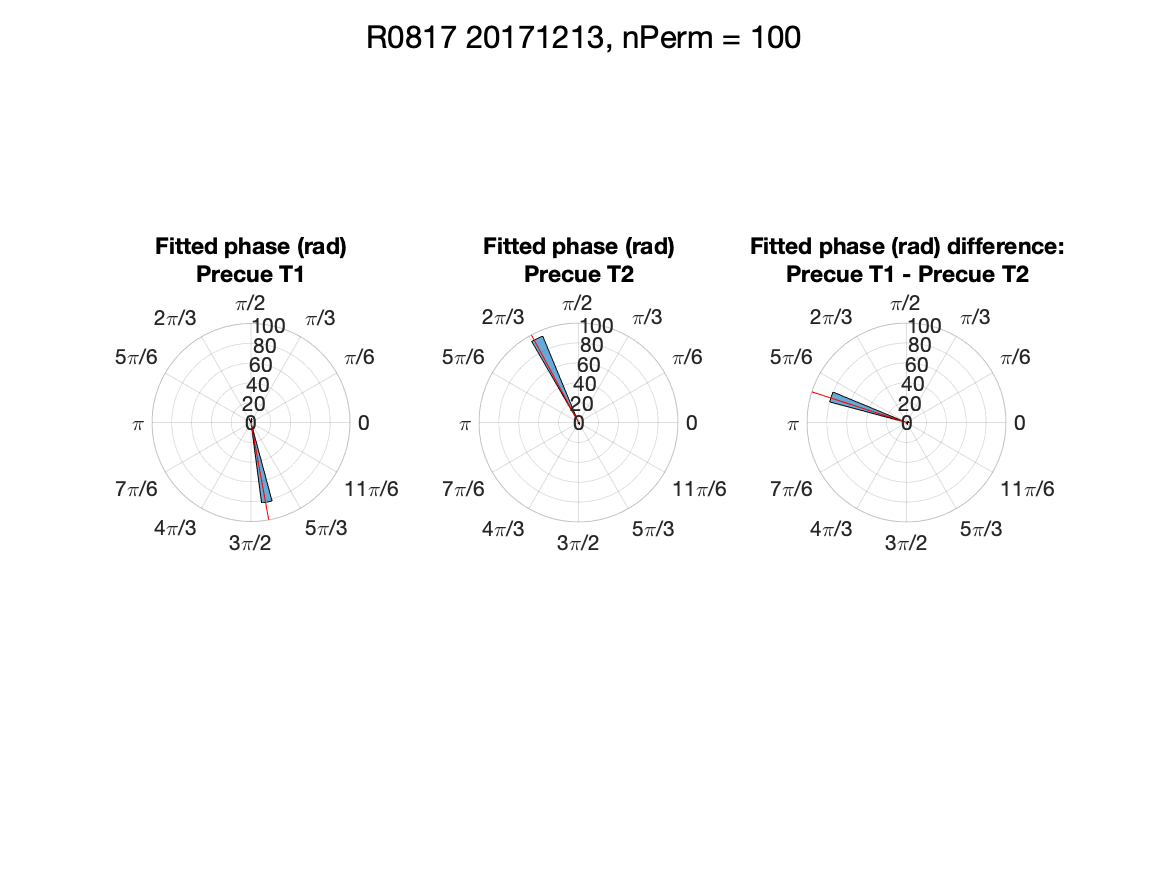 R0817 20171213, nPerm = 100
Fitted phase (rad)
Precue T1
π/2
2π/3
π/3
100
5π/6
80
π/6
60
40
20
π
0
0
7π/6
11π/6
4π/3
5π/3
3π/2
Fitted phase (rad)
Precue T2
π/2
2π/3
π/3
100
5π/6
80
π/6
60
40
20
π
0
0
7π/6
11π/6
4π/3
5π/3
3π/2
Fitted phase (rad) difference:
Precue T1 - Precue T2
π/2
2π/3
π/3
100
5π/6
80
π/6
60
40
20
π
0
0
7π/6
11π/6
4π/3
5π/3
3π/2